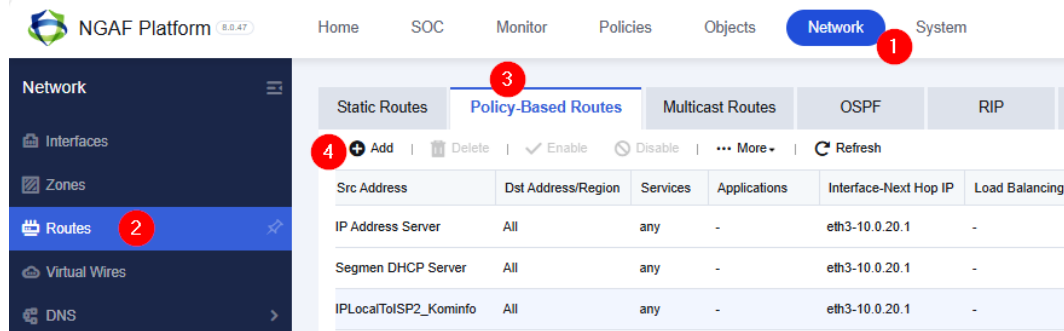 NGAF Platform 8.0.47 Home SOC Monitor Policies Objects Network System
1
Network
3
Static Routes Policy-Based Routes Multicast Routes OSPF RIP
Interfaces
4 Add | Delete | Enable Disable | ... More | Refresh
Zones
Src Address Dst Address/Region Services Applications Interface-Next Hop IP Load Balancing
Routes 2
IP Address Server All any - eth3-10.0.20.1 -
Virtual Wires
Segmen DHCP Server All any - eth3-10.0.20.1 -
DNS
IPLocalToISP2_Kominfo All any - eth3-10.0.20.1 -